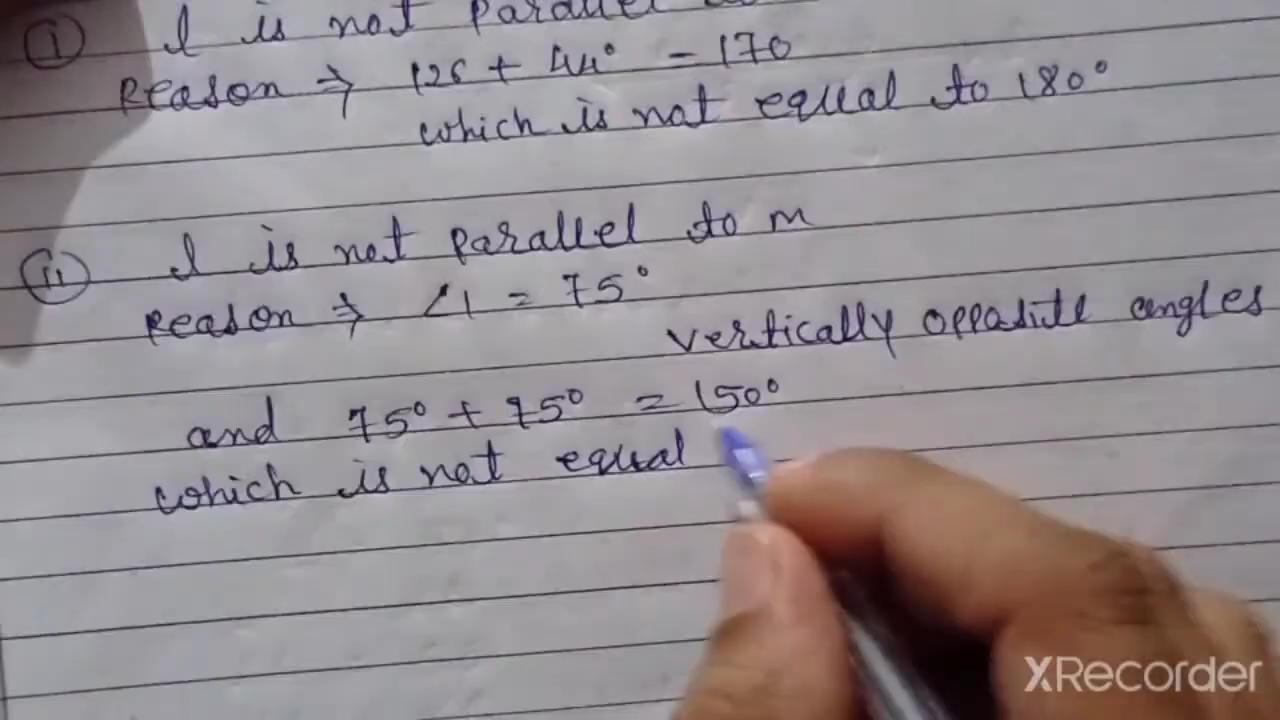 (i) l is not parallel
Reason ⇒ 126 + 44° = 170
which is not equal to 180°
(ii) l is not parallel to m
Reason ⇒ ∠1 = 75°
vertically opposite angles
and 75° + 75° = 150°
which is not equal
XRecorder